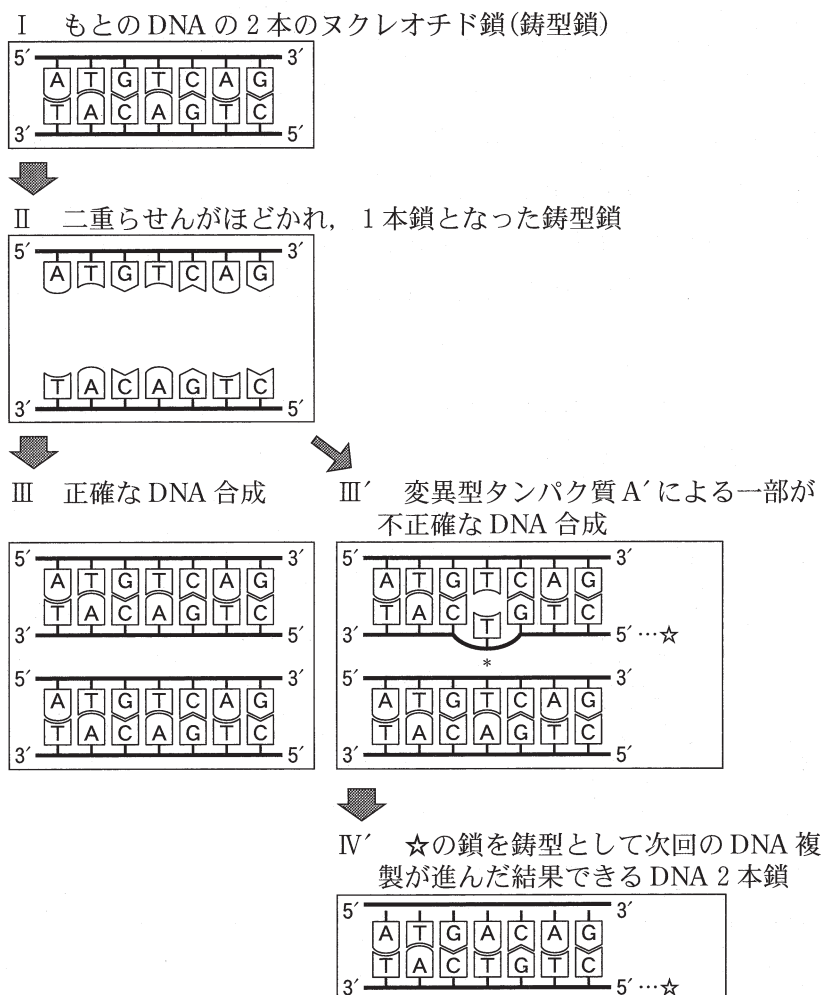 Ⅰ もとのDNAの2本のヌクレオチド鎖(鋳型鎖)
5′ 3′
A T G T C A G
T A C A G T C
3′ 5′
Ⅱ 二重らせんがほどかれ，1本鎖となった鋳型鎖
5′ 3′
A T G T C A G
T A C A G T C
3′ 5′
Ⅲ 正確なDNA合成
5′ 3′
A T G T C A G
T A C A G T C
3′ 5′
5′ 3′
A T G T C A G
T A C A G T C
3′ 5′
Ⅲ′ 変異型タンパク質A′による一部が
不正確なDNA合成
5′ 3′
A T G T C A G
T A C T G T C
3′ 5′…☆
*
5′ 3′
A T G T C A G
T A C A G T C
3′ 5′
Ⅳ′ ☆の鎖を鋳型として次回のDNA複
製が進んだ結果できるDNA2本鎖
5′ 3′
A T G A C A G
T A C T G T C
3′ 5′…☆